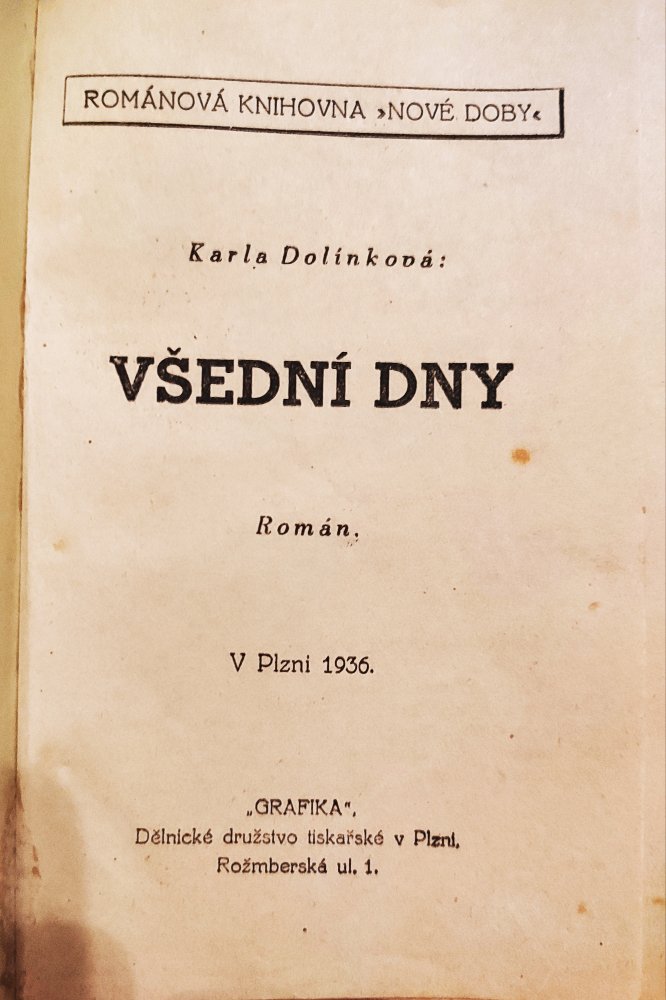 ROMÁNOVÁ KNIHOVNA »NOVÉ DOBY«
Karla Dolínková:
VŠEDNÍ DNY
Román.
V Plzni 1936.
„GRAFIKA“,
Dělnické družstvo tiskařské v Plzni,
Rožmberská ul. 1.